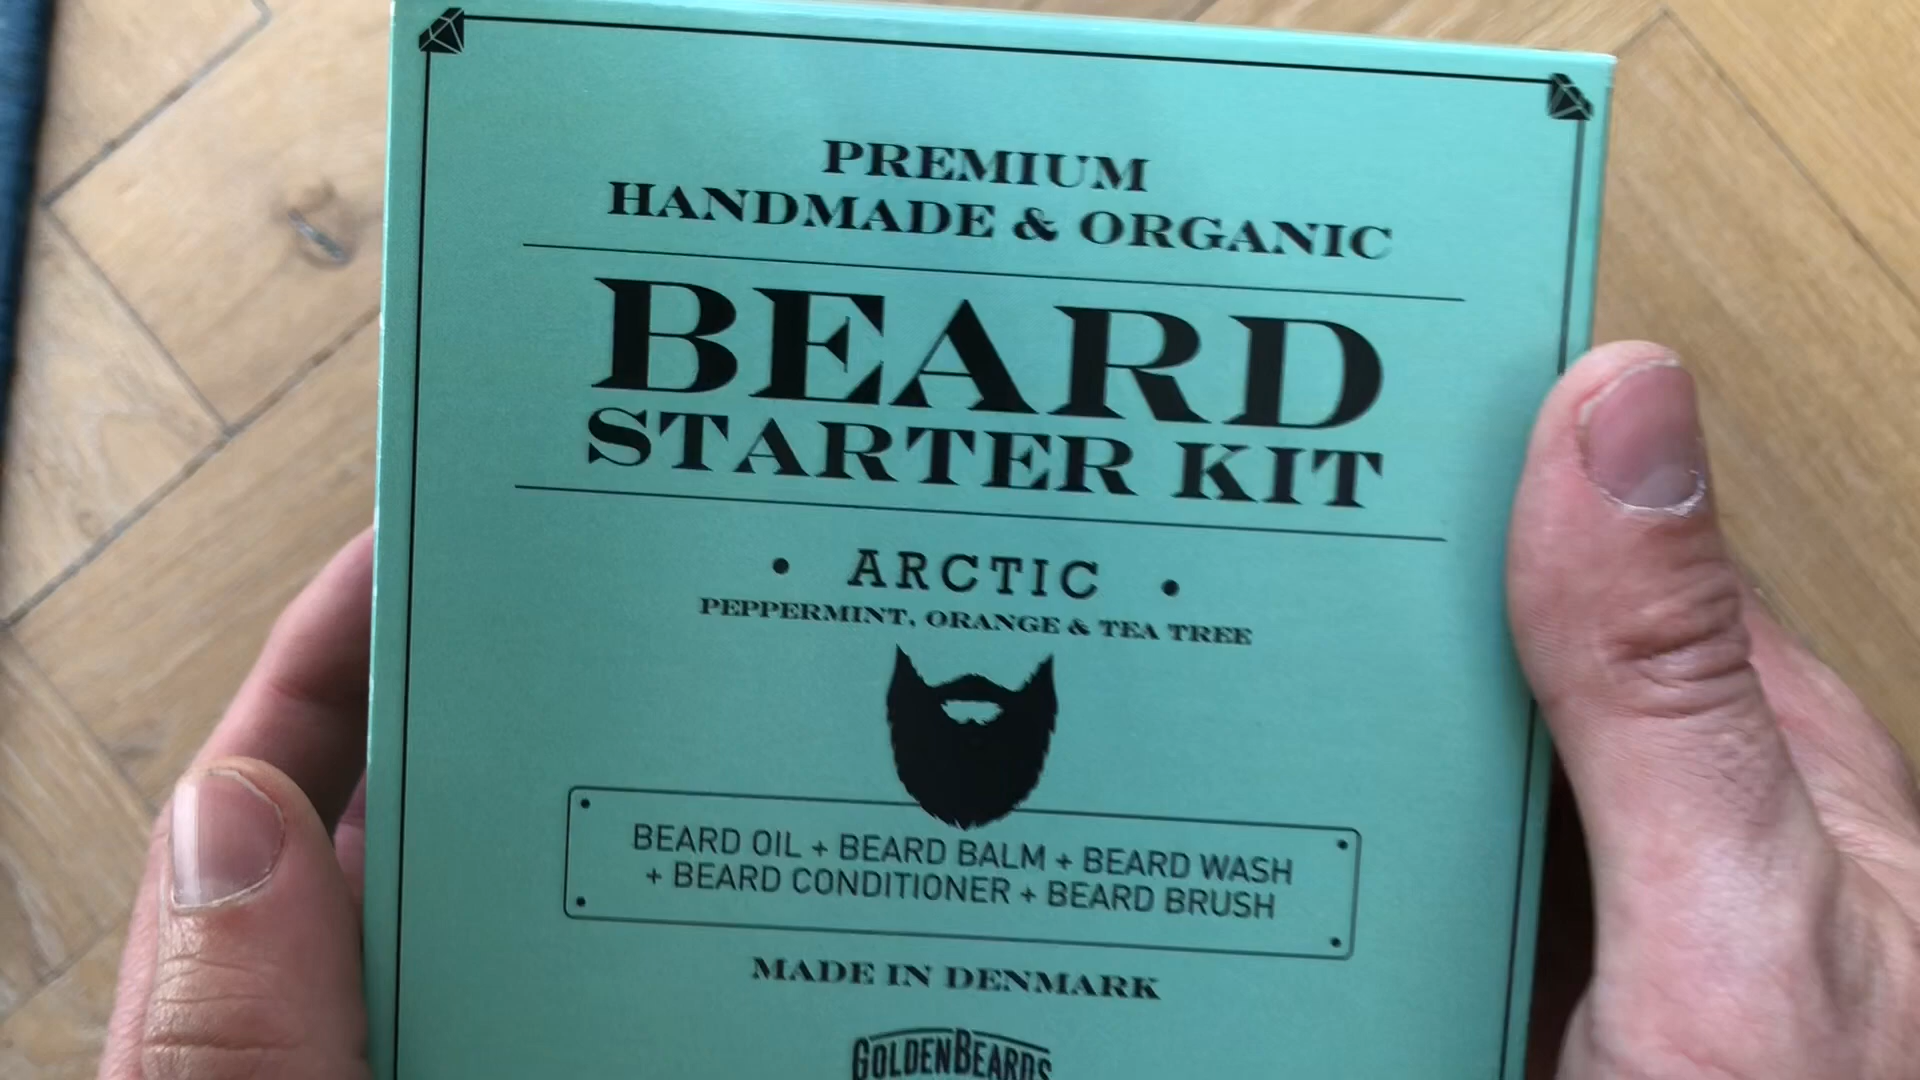 PREMIUM
HANDMADE & ORGANIC
BEARD
STARTER KIT
• ARCTIC •
PEPPERMINT, ORANGE & TEA TREE
BEARD OIL + BEARD BALM + BEARD WASH
+ BEARD CONDITIONER + BEARD BRUSH
MADE IN DENMARK
GOLDENBEARDS